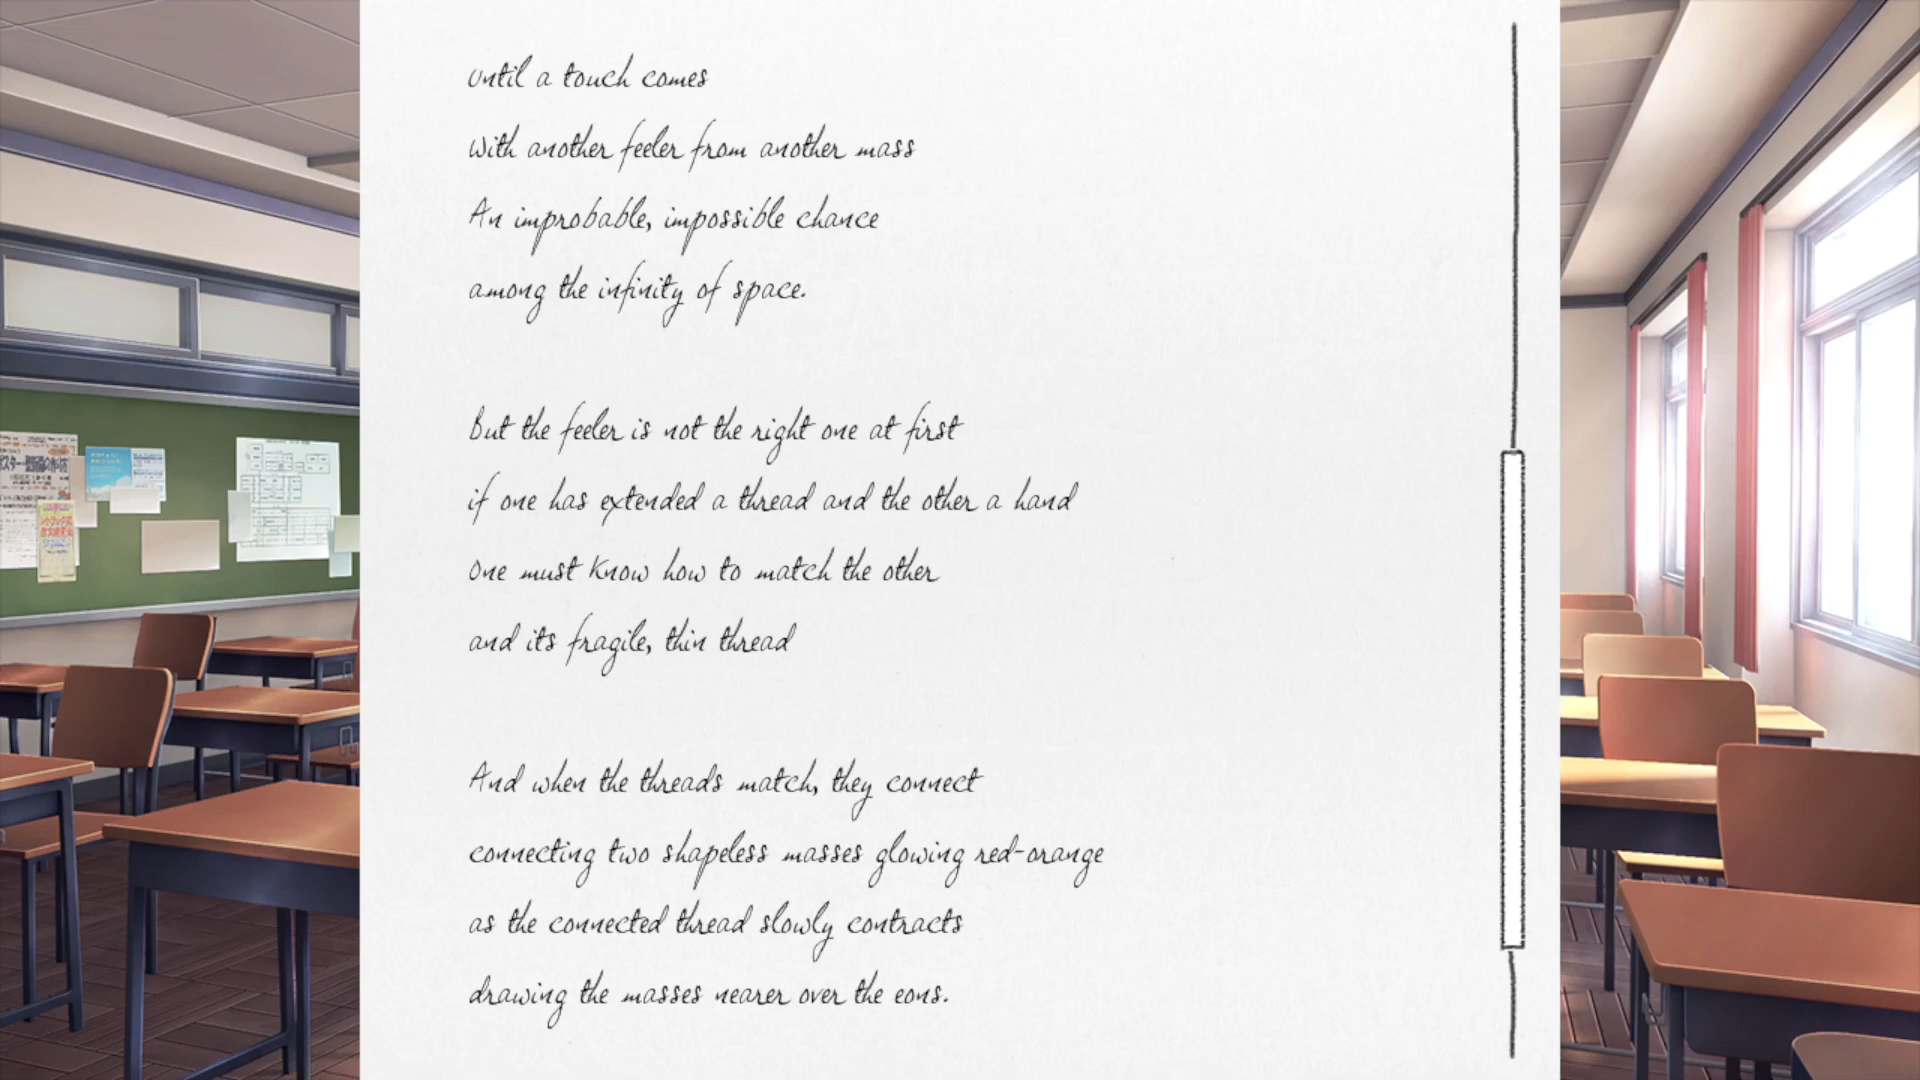 Until a touch comes
With another feeler from another mass
An improbable, impossible chance
among the infinity of space.
But the feeler is not the right one at first
if one has extended a thread and the other a hand
One must know how to match the other
and its fragile, thin thread
And when the threads match, they connect
connecting two shapeless masses glowing red-orange
as the connected thread slowly contracts
drawing the masses nearer over the eons.